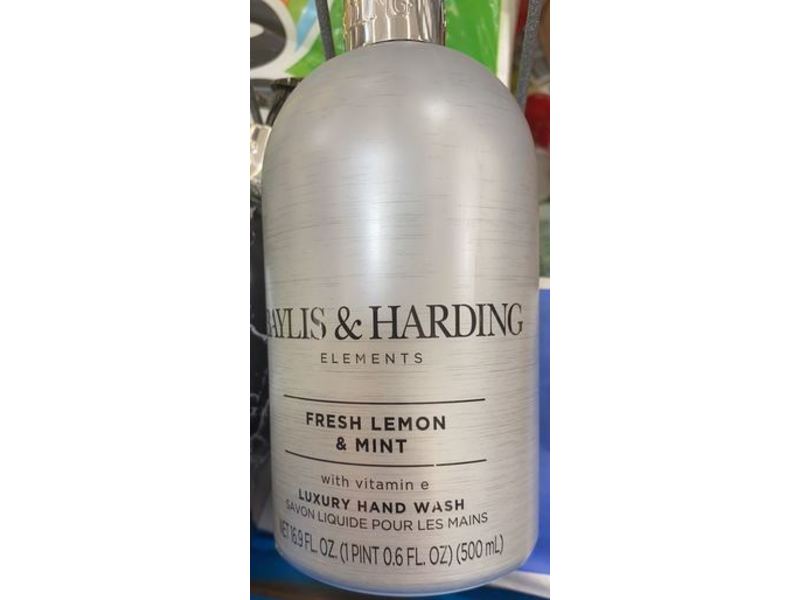 BAYLIS & HARDING
ELEMENTS
FRESH LEMON
& MINT
with vitamin e
LUXURY HAND WASH
SAVON LIQUIDE POUR LES MAINS
NET 16.9 FL. OZ. (1 PINT 0.6 FL. OZ) (500 mL)